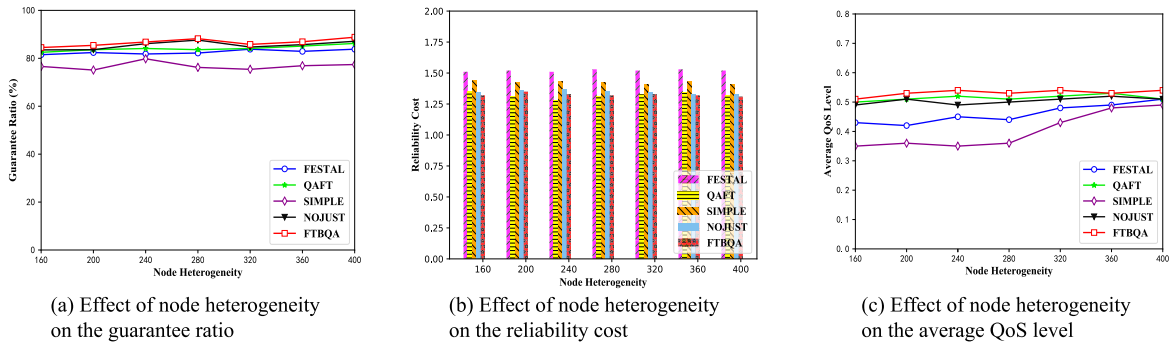 100
80
60
40
20
0
Guarantee Ratio (%)
FESTAL
QAFT
SIMPLE
NOJUST
FTBQA
160 200 240 280 320 360 400
Node Heterogeneity
(a) Effect of node heterogeneity
on the guarantee ratio
2.00
1.75
1.50
1.25
1.00
0.75
0.50
0.25
0.00
Reliability Cost
FESTAL
QAFT
SIMPLE
NOJUST
FTBQA
160 200 240 280 320 360 400
Node Heterogeneity
(b) Effect of node heterogeneity
on the reliability cost
0.8
0.7
0.6
0.5
0.4
0.3
0.2
0.1
0.0
Average QoS Level
FESTAL
QAFT
SIMPLE
NOJUST
FTBQA
160 200 240 280 320 360 400
Node Heterogeneity
(c) Effect of node heterogeneity
on the average QoS level